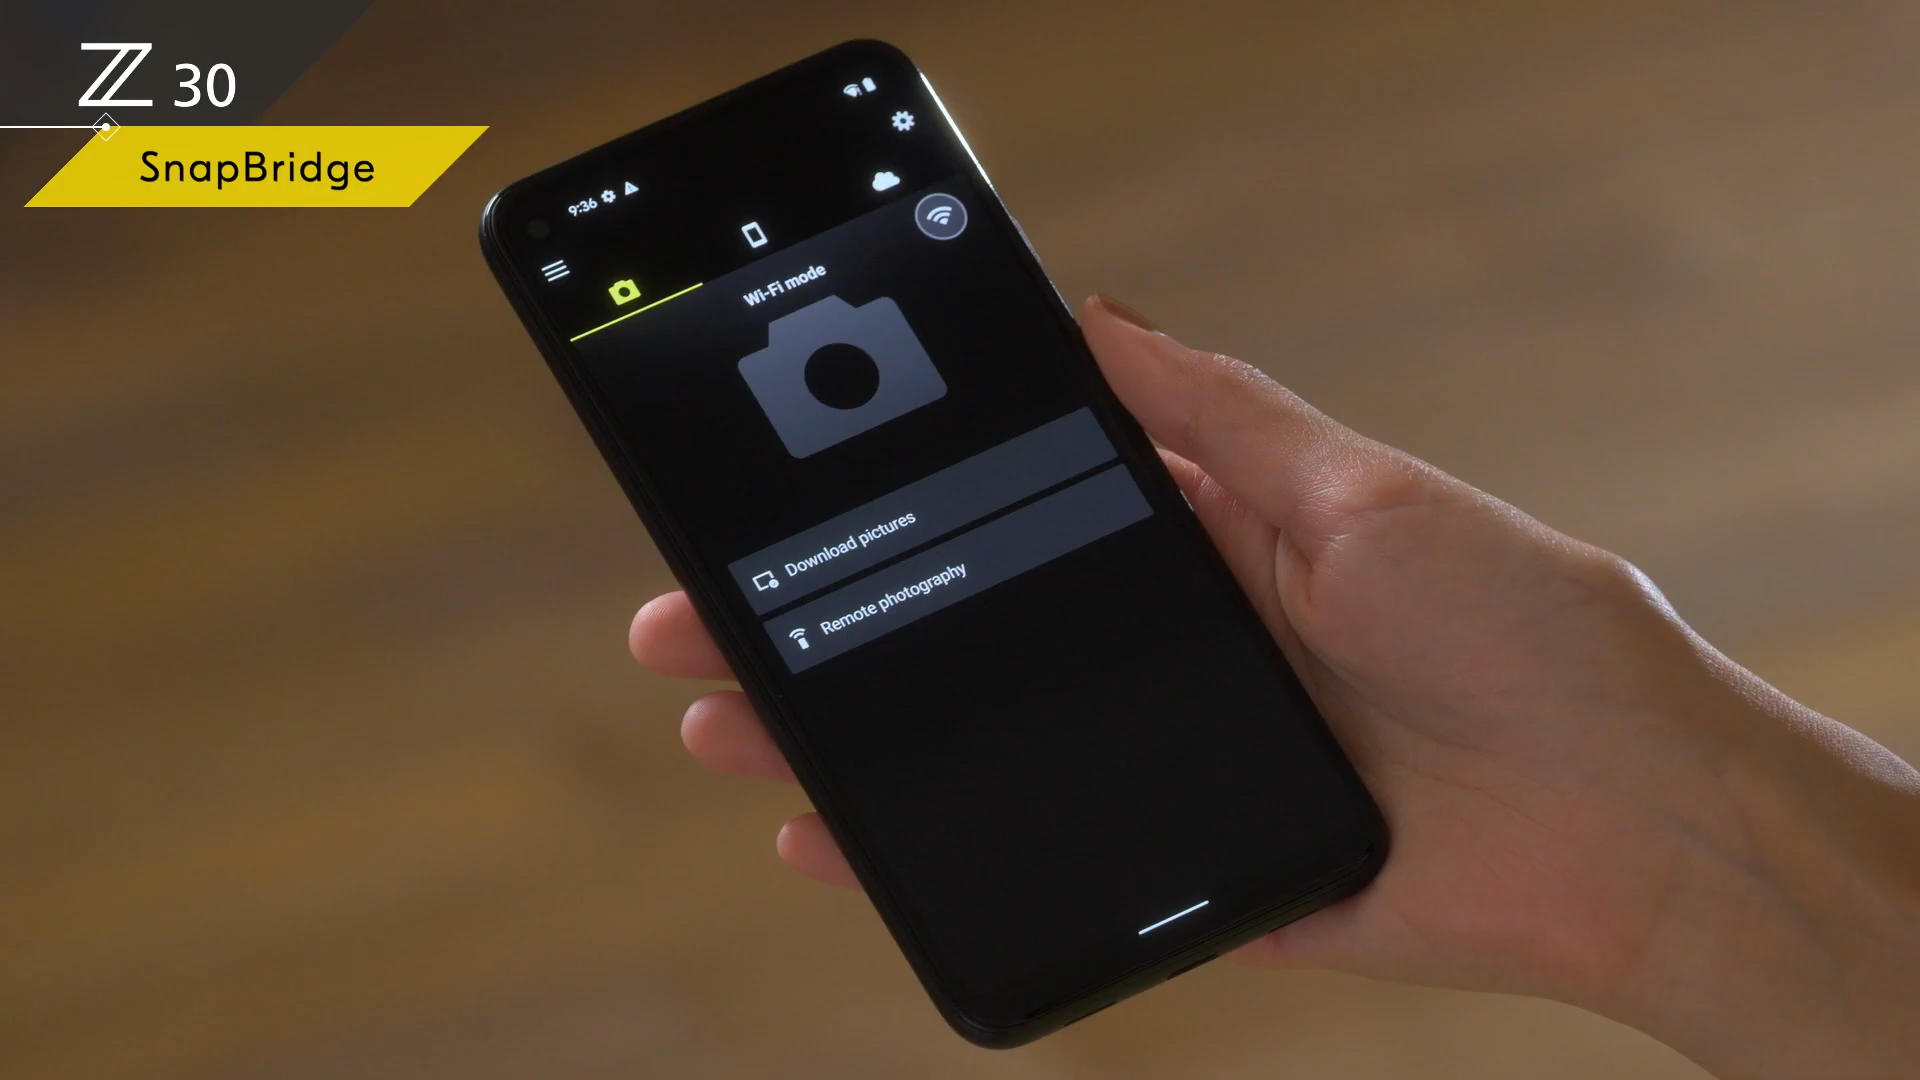 Z 30
SnapBridge
9:36
Wi-Fi mode
Download pictures
Remote photography